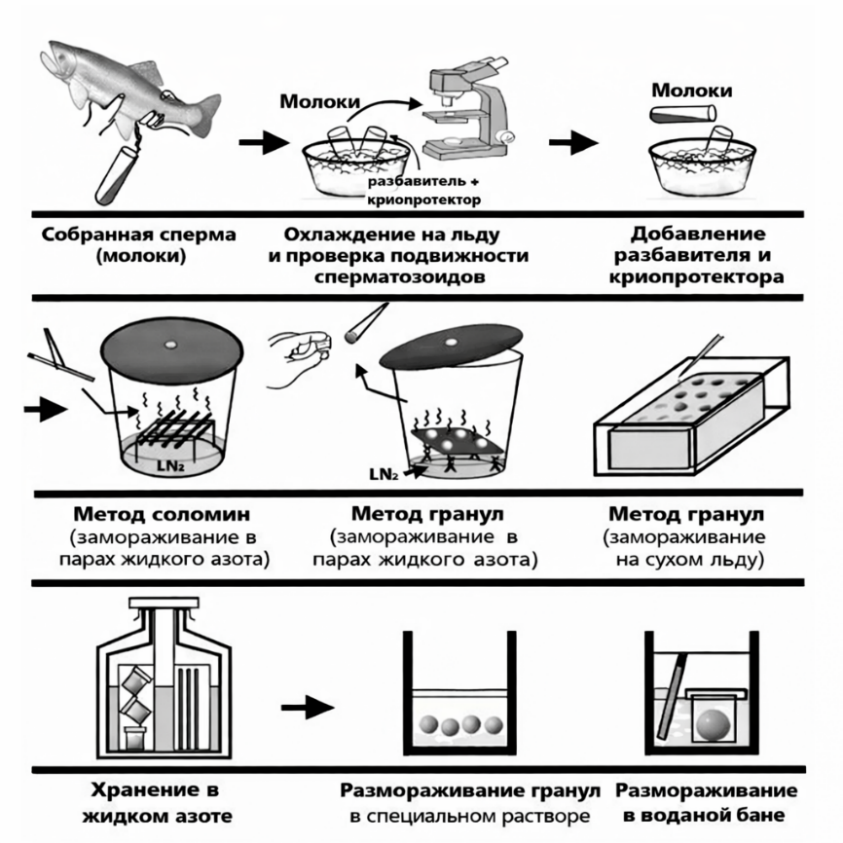 Молоки
разбавитель +
криопротектор
Молоки
Собранная сперма
(молоки)
Охлаждение на льду
и проверка подвижности
сперматозоидов
Добавление
разбавителя и
криопротектора
LN₂
LN₂
Метод соломин
(замораживание в
парах жидкого азота)
Метод гранул
(замораживание в
парах жидкого азота)
Метод гранул
(замораживание
на сухом льду)
Хранение в
жидком азоте
Размораживание гранул
в специальном растворе
Размораживание
в воданой бане